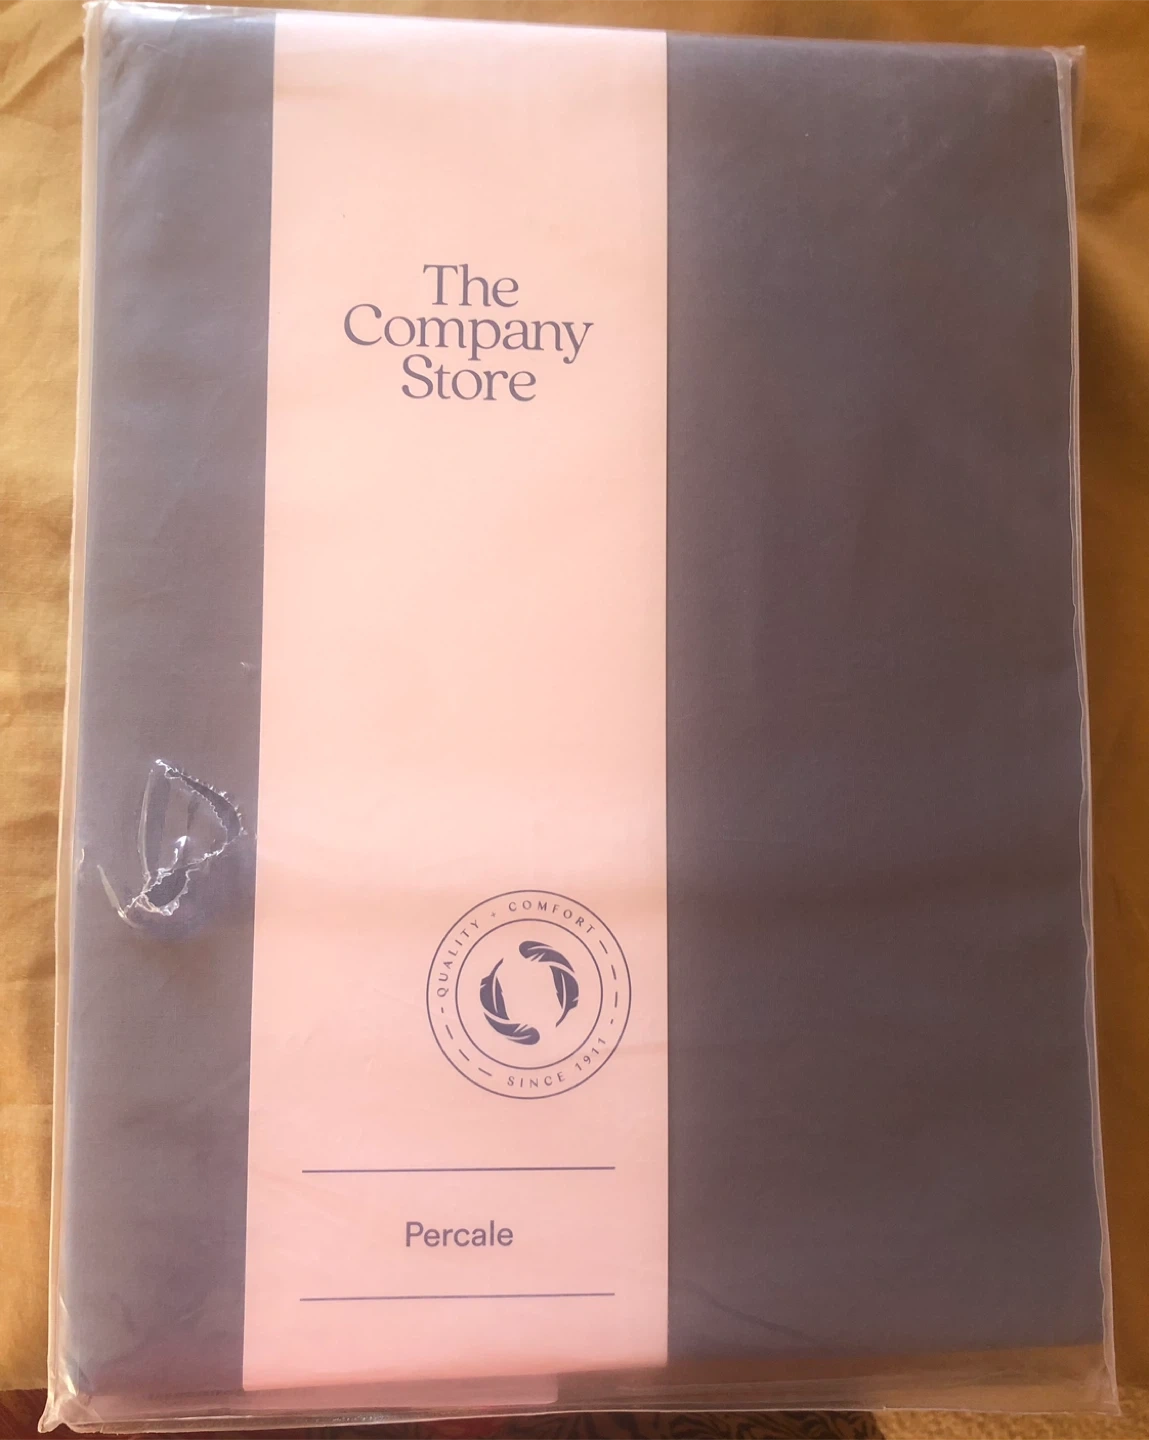 The
Company
Store
QUALITY + COMFORT
SINCE 1911
Percale